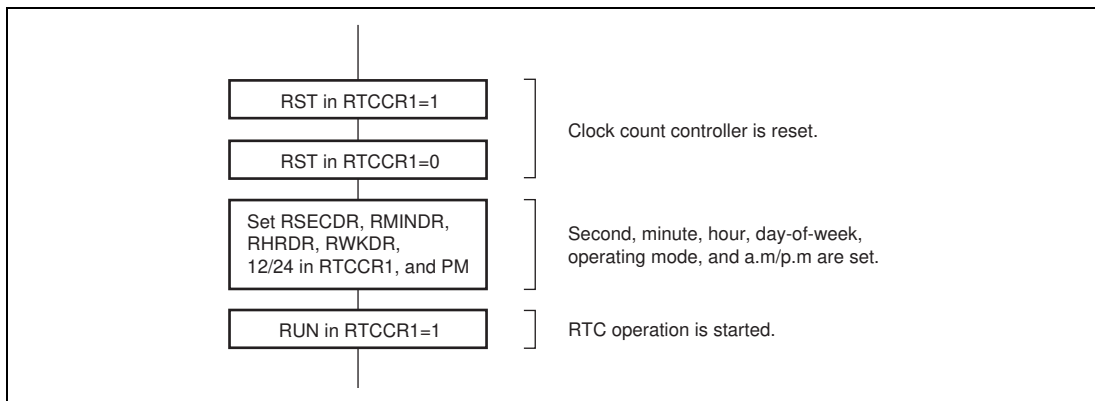 RST in RTCCR1=1
RST in RTCCR1=0
Clock count controller is reset.
Set RSECDR, RMINDR,
RHRDR, RWKDR,
12/24 in RTCCR1, and PM
Second, minute, hour, day-of-week,
operating mode, and a.m/p.m are set.
RUN in RTCCR1=1
RTC operation is started.